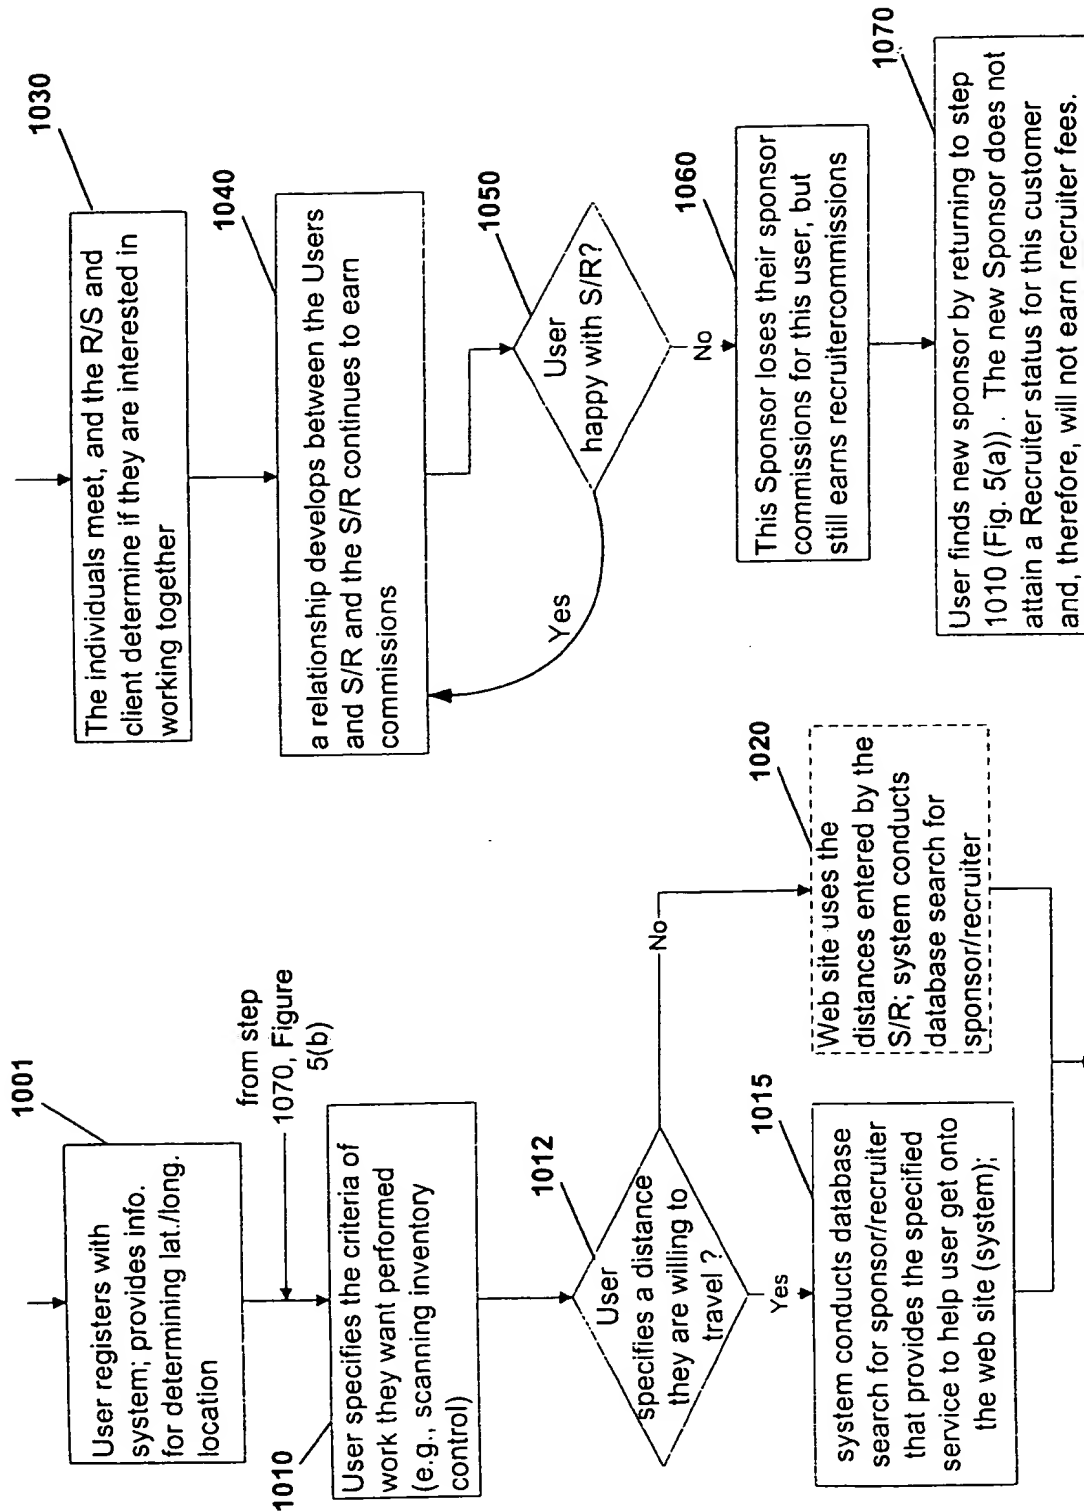 1001
User registers with
system; provides info.
for determining lat./long.
location
from step
1070, Figure
5(b)
1010
User specifies the criteria of
work they want performed
(e.g., scanning inventory
control)
1012
User
specifies a distance
they are willing to
travel ?
Yes
No
1015
system conducts database
search for sponsor/recruiter
that provides the specified
service to help user get onto
the web site (system);
1020
Web site uses the
distances entered by the
S/R; system conducts
database search for
sponsor/recruiter
1030
The individuals meet, and the R/S and
client determine if they are interested in
working together
1040
a relationship develops between the Users
and S/R and the S/R continues to earn
commissions
1050
User
happy with S/R?
Yes
No
1060
This Sponsor loses their sponsor
commissions for this user, but
still earns recruitercommissions
1070
User finds new sponsor by returning to step
1010 (Fig. 5(a)) . The new Sponsor does not
attain a Recruiter status for this customer
and, therefore, will not earn recruiter fees.